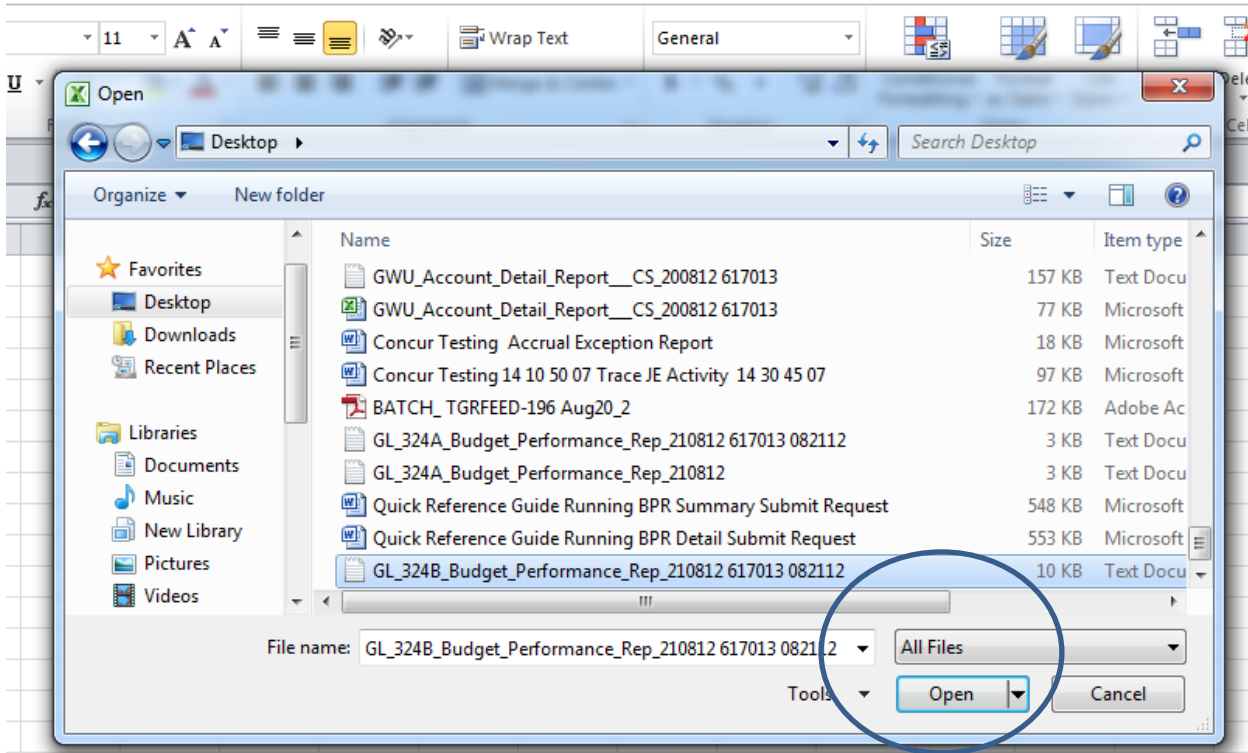 11 A A Wrap Text General
U Dele
Open
Cel
Desktop Search Desktop
fx
Organize New folder
Name Size Item type
Favorites
Desktop
Downloads
Recent Places
Libraries
Documents
Music
New Library
Pictures
Videos
GWU_Account_Detail_Report__CS_200812 617013 157 KB Text Docu
GWU_Account_Detail_Report__CS_200812 617013 77 KB Microsoft
Concur Testing  Accrual Exception Report 18 KB Microsoft
Concur Testing 14 10 50 07 Trace JE Activity  14 30 45 07 97 KB Microsoft
BATCH_ TGRFEED-196 Aug20_2 172 KB Adobe Ac
GL_324A_Budget_Performance_Rep_210812 617013 082112 3 KB Text Docu
GL_324A_Budget_Performance_Rep_210812 3 KB Text Docu
Quick Reference Guide Running BPR Summary Submit Request 548 KB Microsoft
Quick Reference Guide Running BPR Detail Submit Request 553 KB Microsoft
GL_324B_Budget_Performance_Rep_210812 617013 082112 10 KB Text Docu
File name: GL_324B_Budget_Performance_Rep_210812 617013 082112 All Files
Tools Open Cancel